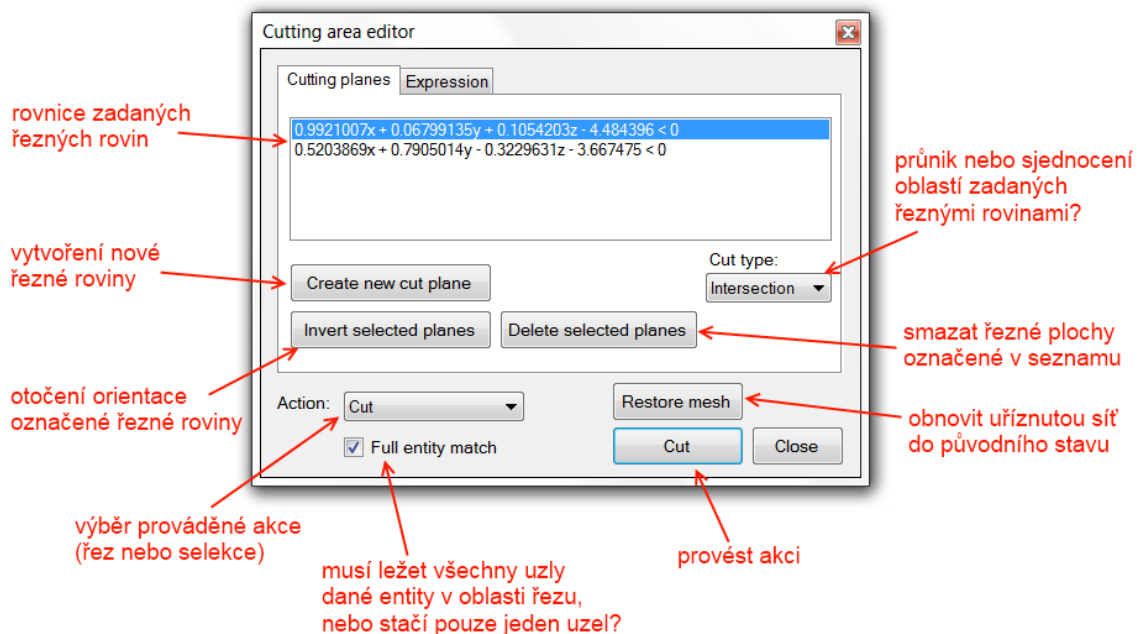 Cutting area editor
Cutting planes
Expression
rovnice zadaných
řezných rovin
0.9921007x + 0.06799135y + 0.1054203z - 4.484396 < 0
0.5203869x + 0.7905014y - 0.3229631z - 3.667475 < 0
průnik nebo sjednocení
oblastí zadaných
řeznými rovinami?
vytvoření nové
řezné roviny
Create new cut plane
Cut type:
Intersection
Invert selected planes
Delete selected planes
smazat řezné plochy
označené v seznamu
otočení orientace
označené řezné roviny
Action:
Cut
Restore mesh
obnovit uříznutou síť
do původního stavu
Full entity match
Cut
Close
výběr prováděné akce
(řez nebo selekce)
provést akci
musí ležet všechny uzly
dané entity v oblasti řezu,
nebo stačí pouze jeden uzel?